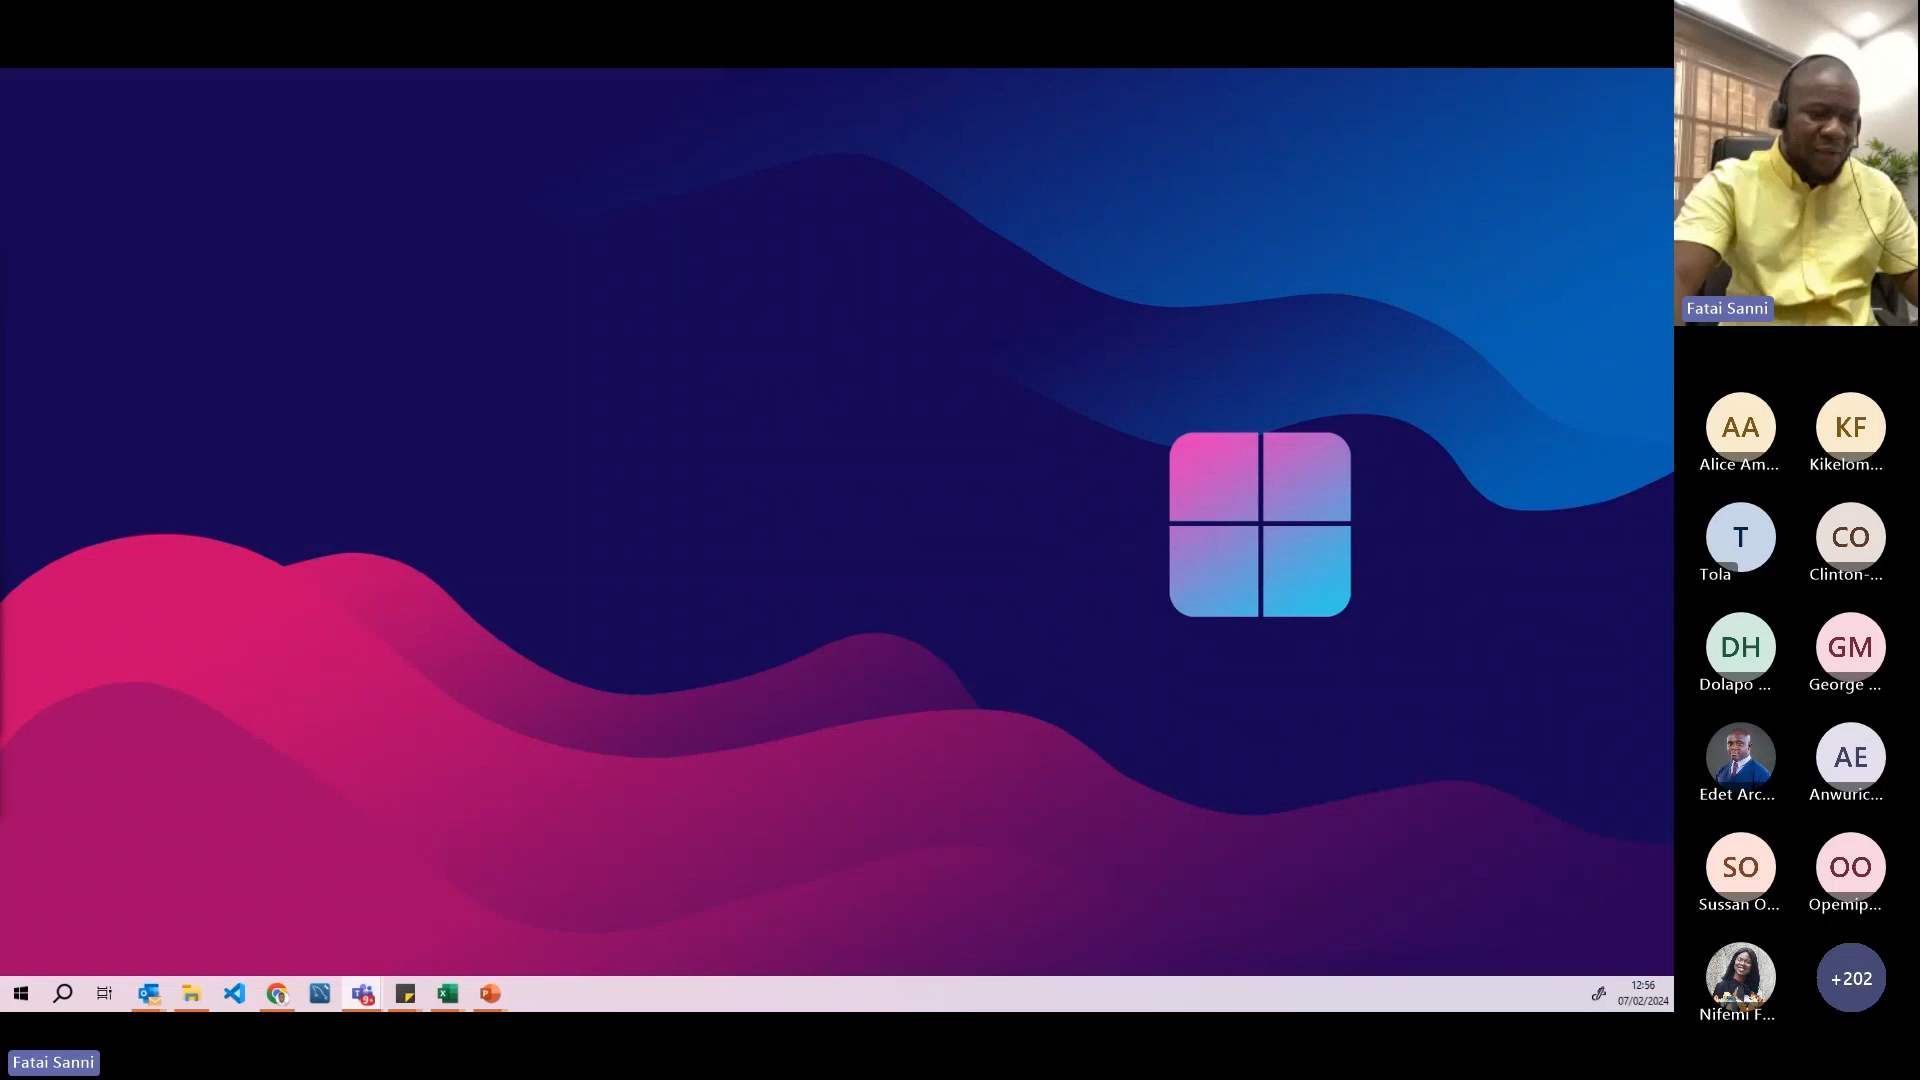 Fatai Sanni
AA
KF
Alice Am...
Kikelom...
T
CO
Tola
Clinton-...
DH
GM
Dolapo ...
George ...
AE
Edet Arc...
Anwuric...
SO
OO
Sussan O...
Opemip...
+202
Nifemi F...
9+
12:56
07/02/2024
Fatai Sanni